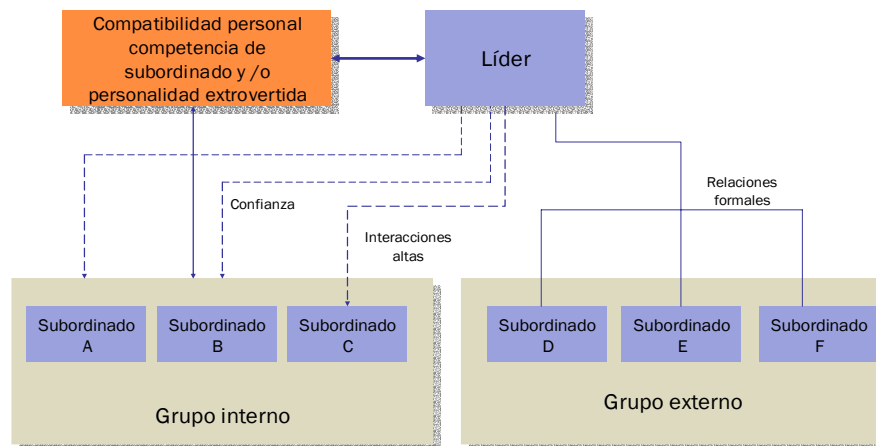 Compatibilidad personal
competencia de
subordinado y /o
personalidad extrovertida
Líder
Confianza
Interacciones
altas
Relaciones
formales
Subordinado
A
Subordinado
B
Subordinado
C
Grupo interno
Subordinado
D
Subordinado
E
Subordinado
F
Grupo externo